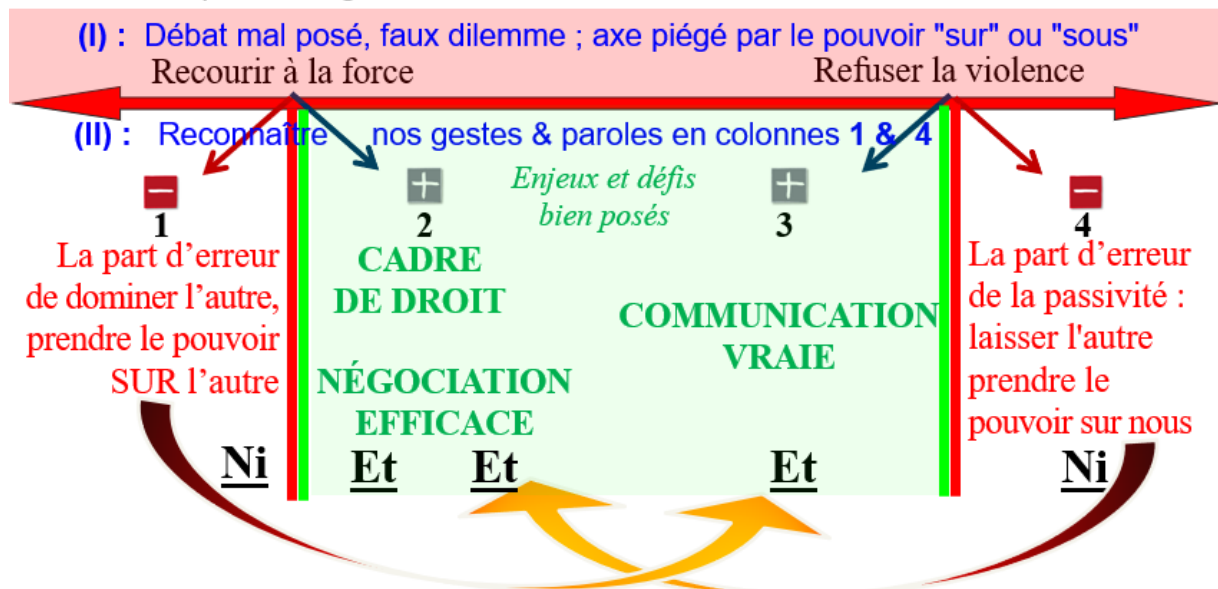 (I) : Débat mal posé, faux dilemme ; axe piégé par le pouvoir "sur" ou "sous"
Recourir à la force
Refuser la violence
(II) : Reconnaître nos gestes & paroles en colonnes 1 & 4
1
La part d’erreur
de dominer l’autre,
prendre le pouvoir
SUR l’autre
Ni
2
CADRE
DE DROIT
NÉGOCIATION
EFFICACE
Et
Et
Enjeux et défis
bien posés
3
COMMUNICATION
VRAIE
Et
4
La part d’erreur
de la passivité :
laisser l'autre
prendre le
pouvoir sur nous
Ni